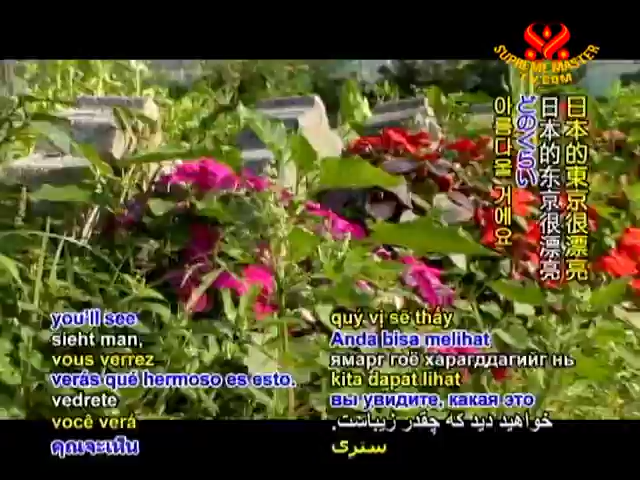 SUPREME MASTER
TV.COM
日本的東京很漂亮
日本的东京很漂亮
どのくらい
아름다울 거예요
you'll see
sieht man,
vous verrez
verás qué hermoso es esto.
vedrete
você verá
คุณจะเห็น
quý vị sẽ thấy
Anda bisa melihat
ямарг гоё харагддагийг нь
kita dapat lihat
вы увидите, какая это
خواهید دید که چقدر زیباست.
سترى